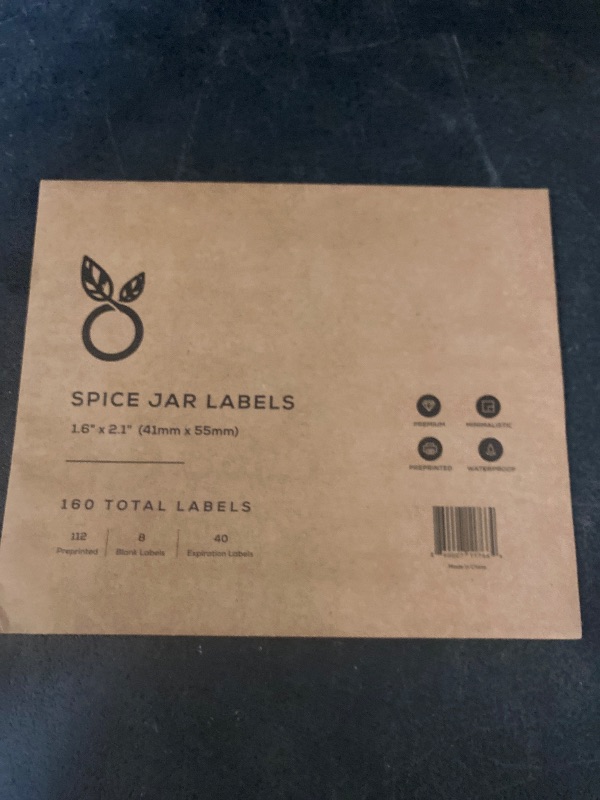 SPICE JAR LABELS
1.6" x 2.1" (41mm x 55mm)
160 TOTAL LABELS
112 8 40
Preprinted Blank Labels Expiration Labels
PREMIUM MINIMALISTIC
PREPRINTED WATERPROOF
Made in China